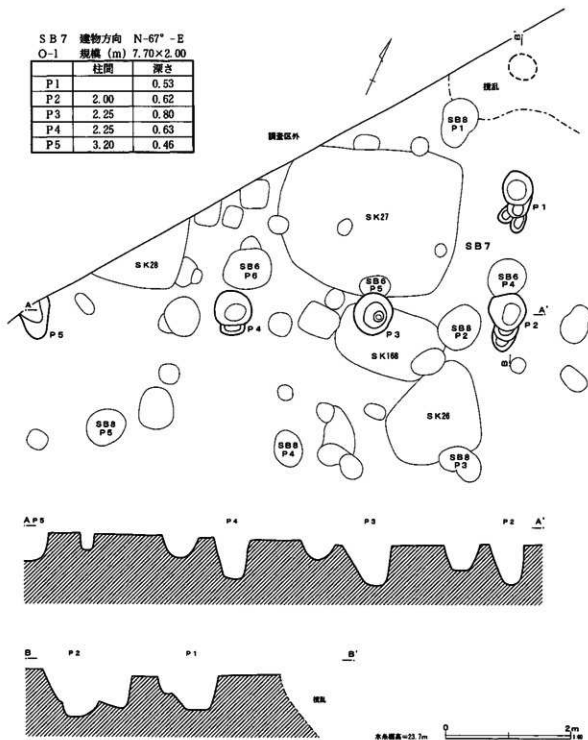 SB7 建物方向 N-67°-E
O-1 規模 (m) 7.70×2.00
柱間 深さ
P1 0.53
P2 2.00 0.62
P3 2.25 0.80
P4 2.25 0.63
P5 3.20 0.46
調査区外
撹乱
B'
SB8 P1
P1
SK27
SB7
SK28
SB6 P6
SB6 P5
SB6 P4
A
P5
P4
P3
SB8 P2
P2
A'
B
SK168
SB8 P5
SB8 P4
SK26
SB8 P3
A P5 P4 P3 P2 A'
B P2 P1 B'
撹乱
水糸標高=23.7m
0 2m